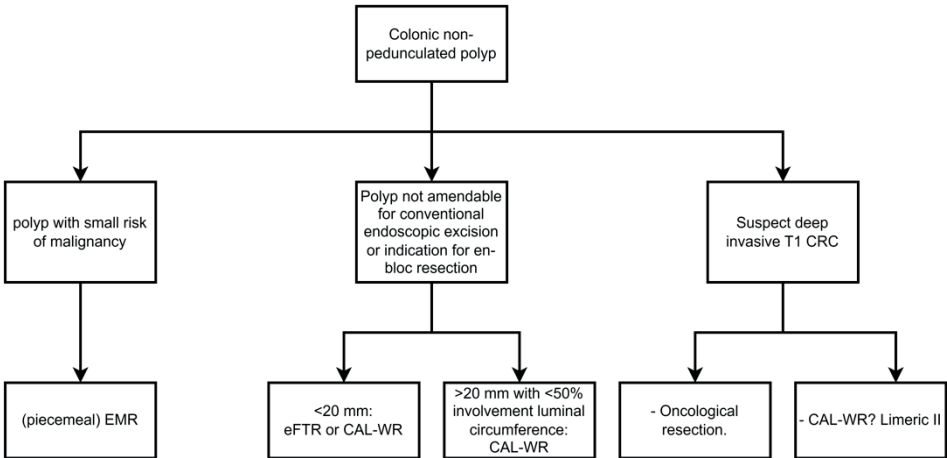 Colonic non-
pedunculated polyp
polyp with small risk
of malignancy
Polyp not amendable
for conventional
endoscopic excision
or indication for en-
bloc resection
Suspect deep
invasive T1 CRC
(piecemeal) EMR
<20 mm:
eFTR or CAL-WR
>20 mm with <50%
involvement luminal
circumference:
CAL-WR
- Oncological
resection.
- CAL-WR? Limeric II